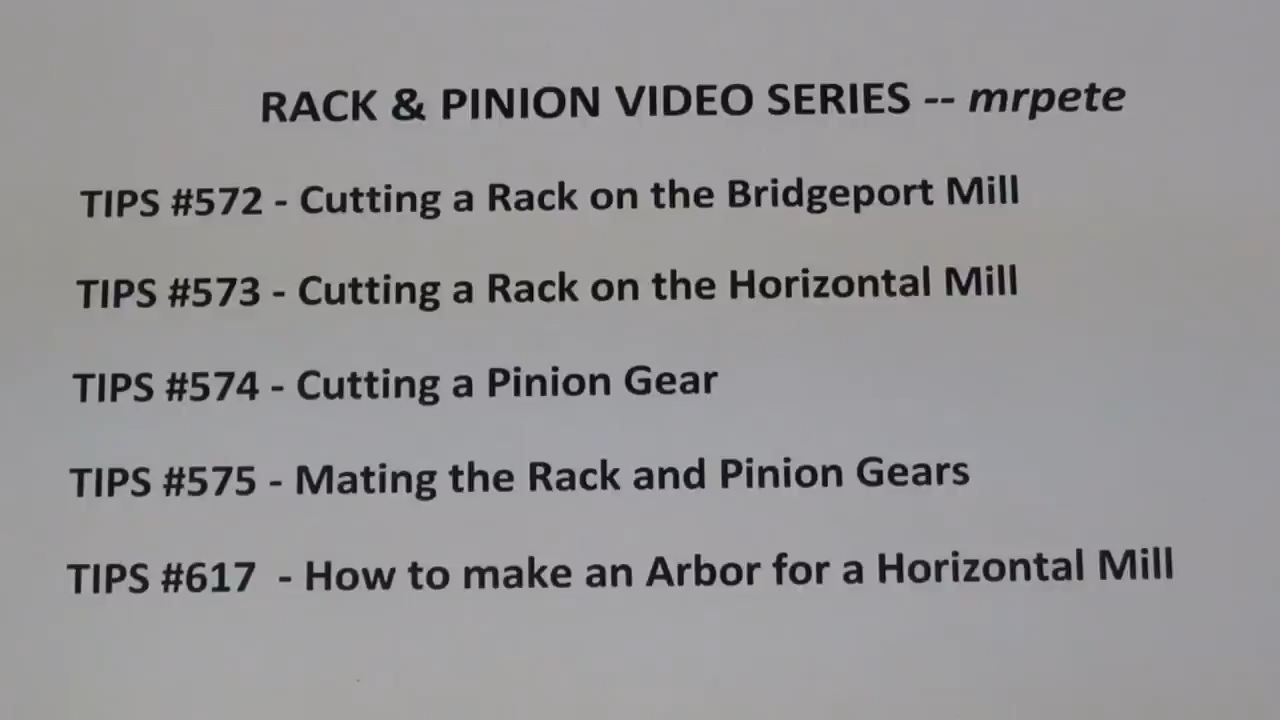 RACK & PINION VIDEO SERIES -- mrpete
TIPS #572 - Cutting a Rack on the Bridgeport Mill
TIPS #573 - Cutting a Rack on the Horizontal Mill
TIPS #574 - Cutting a Pinion Gear
TIPS #575 - Mating the Rack and Pinion Gears
TIPS #617  - How to make an Arbor for a Horizontal Mill